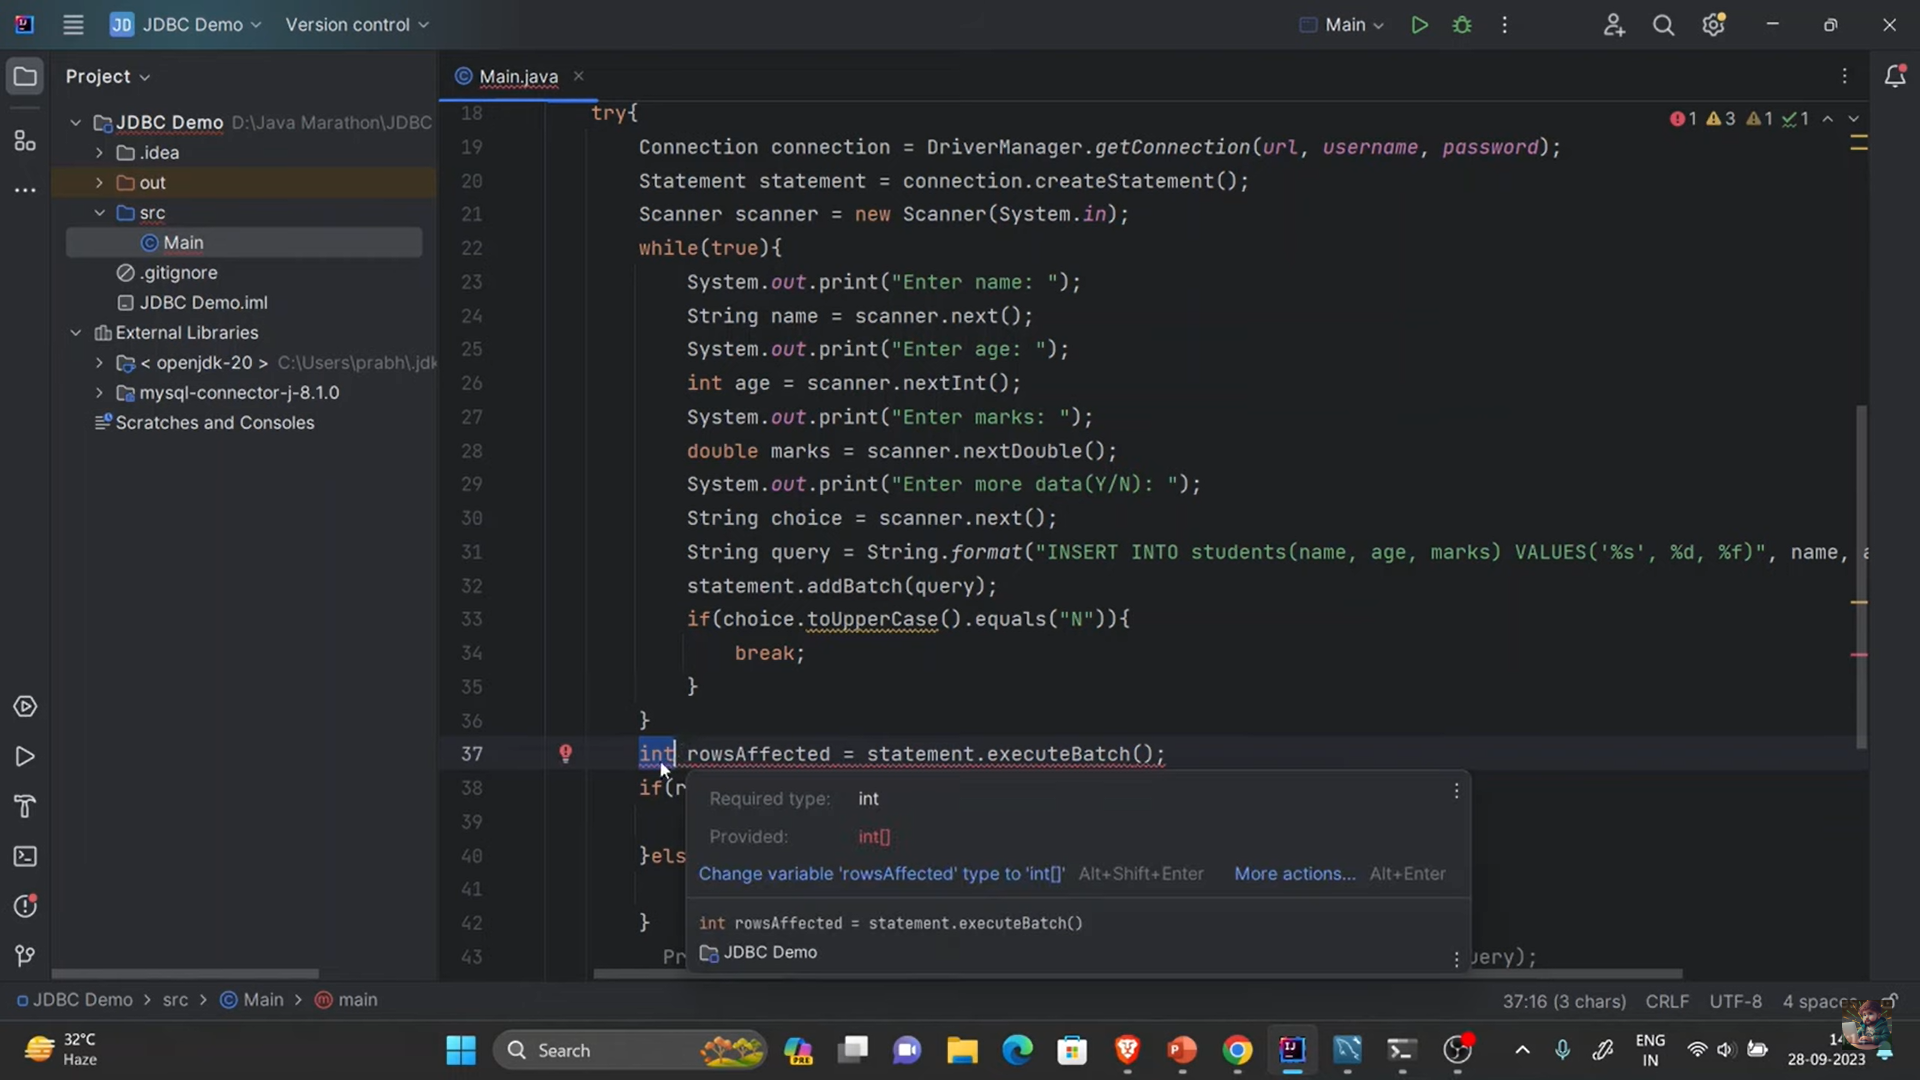 JD JDBC Demo Version control Main
Project
Main.java
JDBC Demo D:\Java Marathon\JDBC
.idea
out
src
Main
.gitignore
JDBC Demo.iml
External Libraries
< openjdk-20 > C:\Users\prabh\.jdk
mysql-connector-j-8.1.0
Scratches and Consoles
1 3 1 1
18 try{
19 Connection connection = DriverManager.getConnection(url, username, password);
20 Statement statement = connection.createStatement();
21 Scanner scanner = new Scanner(System.in);
22 while(true){
23 System.out.print("Enter name: ");
24 String name = scanner.next();
25 System.out.print("Enter age: ");
26 int age = scanner.nextInt();
27 System.out.print("Enter marks: ");
28 double marks = scanner.nextDouble();
29 System.out.print("Enter more data(Y/N): ");
30 String choice = scanner.next();
31 String query = String.format("INSERT INTO students(name, age, marks) VALUES('%s', %d, %f)", name, a
32 statement.addBatch(query);
33 if(choice.toUpperCase().equals("N")){
34 break;
35 }
36 }
37 int rowsAffected = statement.executeBatch();
38 if(r
39
40 }els
41
42 }
43 Pr uery);
Required type: int
Provided: int[]
Change variable 'rowsAffected' type to 'int[]' Alt+Shift+Enter More actions... Alt+Enter
int rowsAffected = statement.executeBatch()
JDBC Demo
JDBC Demo > src > Main > main
37:16 (3 chars) CRLF UTF-8 4 spaces
32°C
Haze
Search
PRE
ENG
IN
28-09-2023